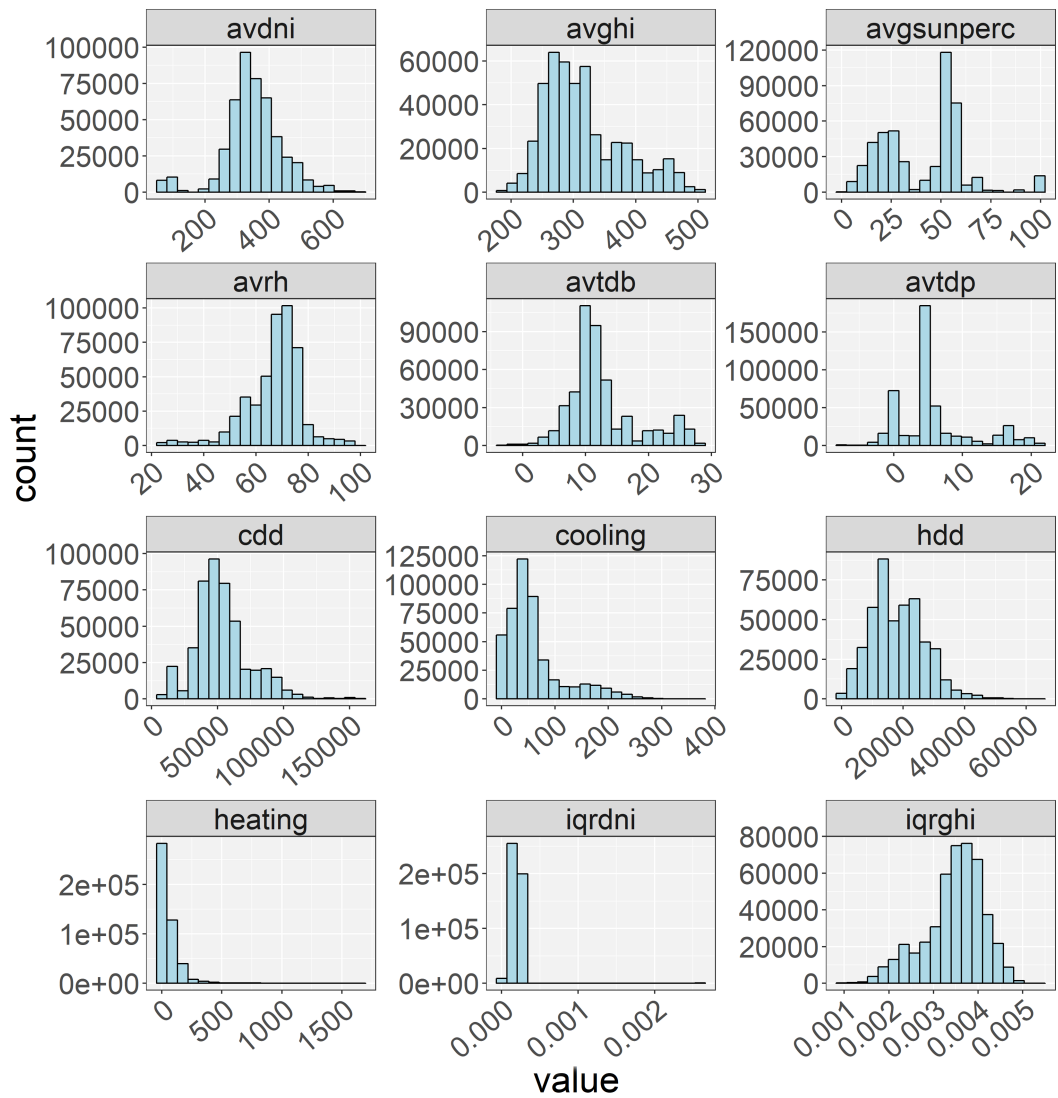 avdni avghi avgsunperc
100000 75000 50000 25000 0
200 400 600
60000 40000 20000 0
200 300 400 500
120000 90000 60000 30000 0
0 25 50 75 100
avrh avtdb avtdp
100000 75000 50000 25000 0
20 40 60 80 100
90000 60000 30000 0
0 10 20 30
150000 100000 50000 0
0 10 20
count
cdd cooling hdd
100000 75000 50000 25000 0
0 50000 100000 150000
125000 100000 75000 50000 25000 0
0 100 200 300 400
75000 50000 25000 0
0 20000 40000 60000
heating iqrdni iqrghi
2e+05 1e+05 0e+00
0 500 1000 1500
2e+05 1e+05 0e+00
0.000 0.001 0.002
80000 60000 40000 20000 0
0.001 0.002 0.003 0.004 0.005
value